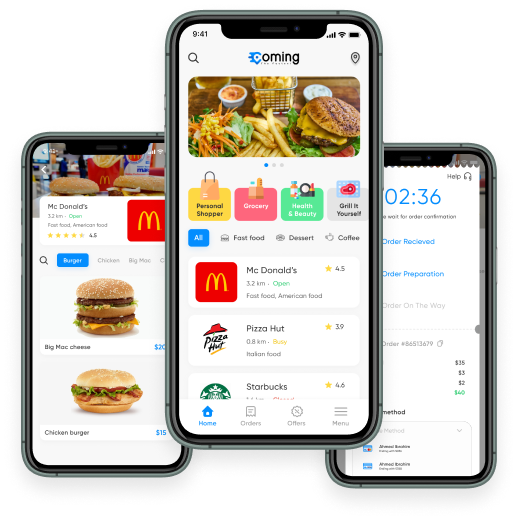 9:41
Coming
Personal
Shopper
Grocery
Health
& Beauty
Grill It
Yourself
All
Fast food
Dessert
Coffee
Mc Donald's
4.5
3.2 km · Open
Fast food, American food
Pizza
Hut
Pizza Hut
3.9
0.8 km · Busy
Italian food
Starbucks
4.6
Home
Orders
Offers
Menu
Mc Donald's
3.2 km · Open
Fast food, American food
4.5
Burger
Chicken
Big Mac
Big Mac cheese
$20
Chicken burger
$15
Help
02:36
wait for order confirmation
Order Recieved
Order Preparation
Order On The Way
Order #86513679
$35
$3
$2
$40
method
Method
Ahmed Ibrahim
Ahmed Ibrahim